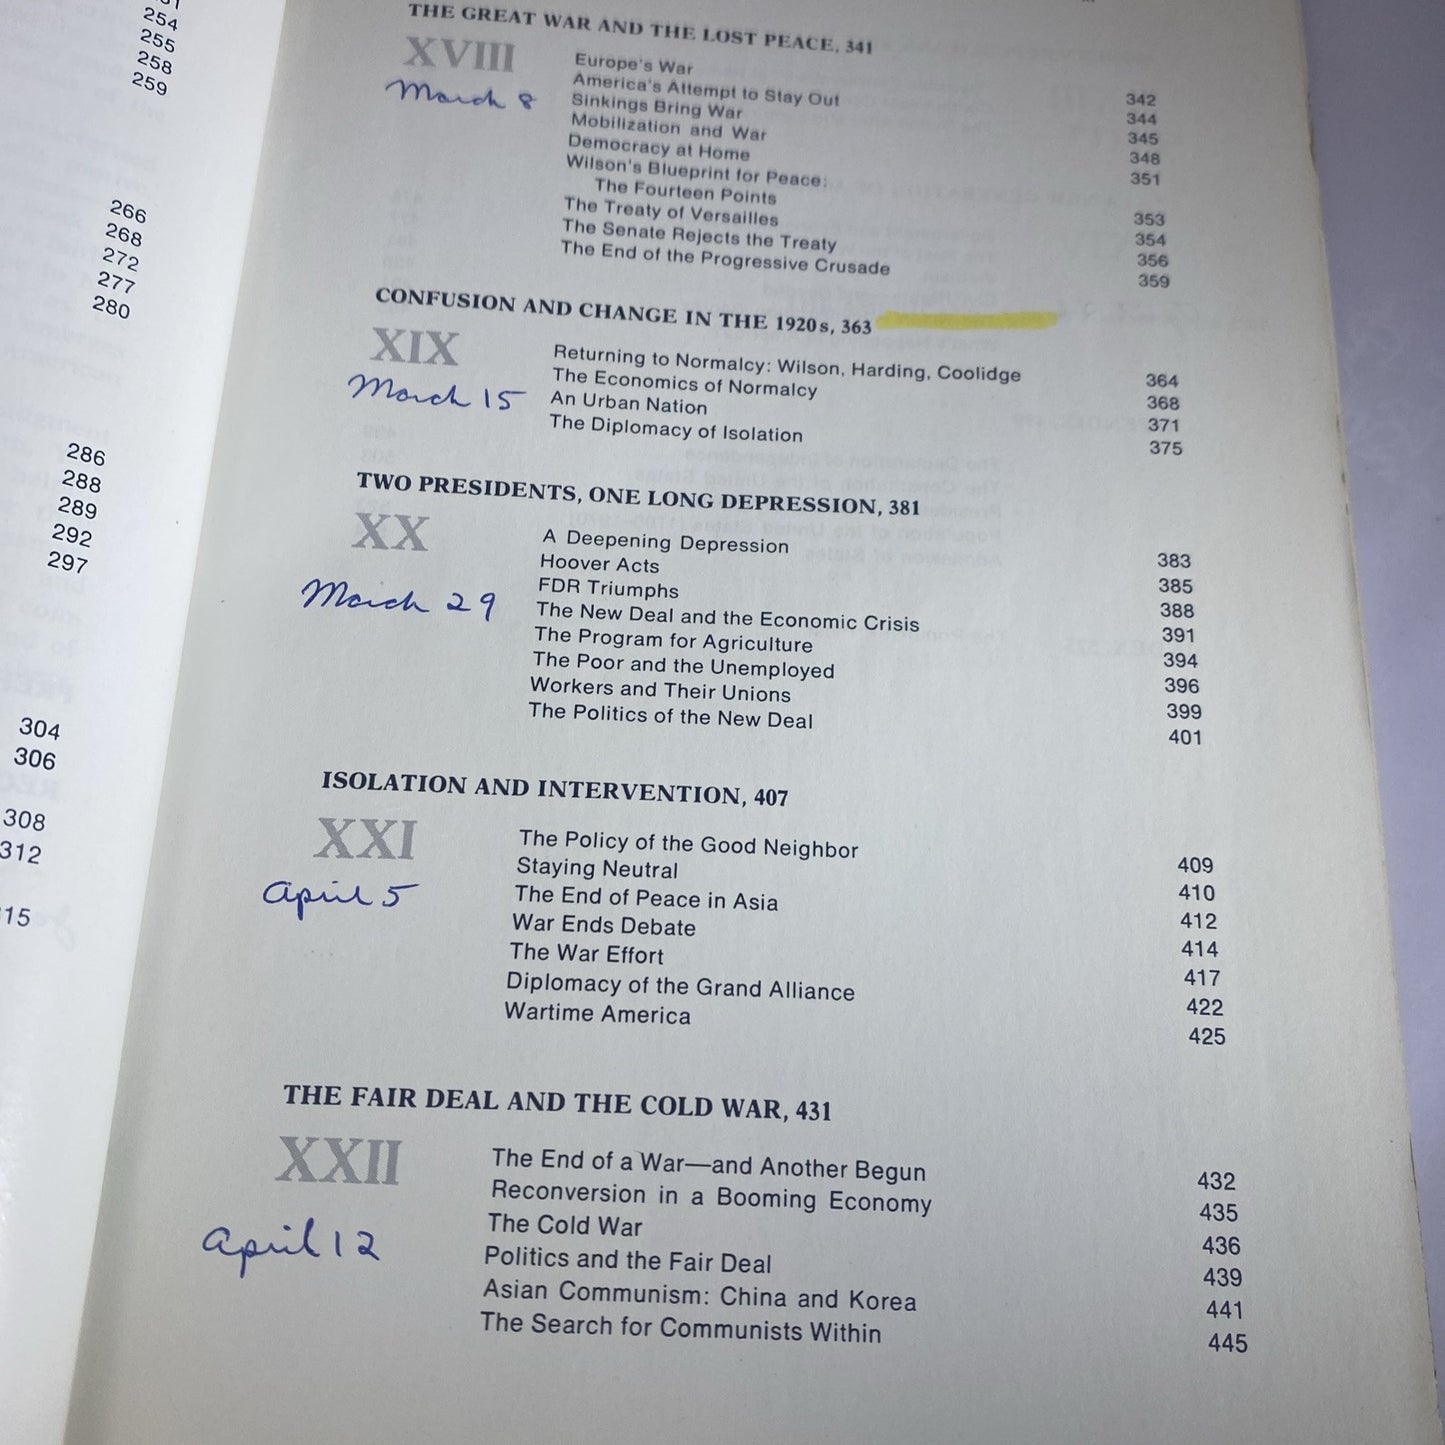 254
255
258
259
266
268
272
277
280
286
288
289
292
297
304
306
308
312
THE GREAT WAR AND THE LOST PEACE, 341
XVIII
March 8
Europe's War 342
America's Attempt to Stay Out 344
Sinkings Bring War 345
Mobilization and War 348
Democracy at Home 351
Wilson's Blueprint for Peace:
The Fourteen Points 353
The Treaty of Versailles 354
The Senate Rejects the Treaty 356
The End of the Progressive Crusade 359
CONFUSION AND CHANGE IN THE 1920s, 363
XIX
March 15
Returning to Normalcy: Wilson, Harding, Coolidge 364
The Economics of Normalcy 368
An Urban Nation 371
The Diplomacy of Isolation 375
TWO PRESIDENTS, ONE LONG DEPRESSION, 381
XX
March 29
A Deepening Depression 383
Hoover Acts 385
FDR Triumphs 388
The New Deal and the Economic Crisis 391
The Program for Agriculture 394
The Poor and the Unemployed 396
Workers and Their Unions 399
The Politics of the New Deal 401
ISOLATION AND INTERVENTION, 407
XXI
April 5
The Policy of the Good Neighbor 409
Staying Neutral 410
The End of Peace in Asia 412
War Ends Debate 414
The War Effort 417
Diplomacy of the Grand Alliance 422
Wartime America 425
THE FAIR DEAL AND THE COLD WAR, 431
XXII
April 12
The End of a War—and Another Begun 432
Reconversion in a Booming Economy 435
The Cold War 436
Politics and the Fair Deal 439
Asian Communism: China and Korea 441
The Search for Communists Within 445